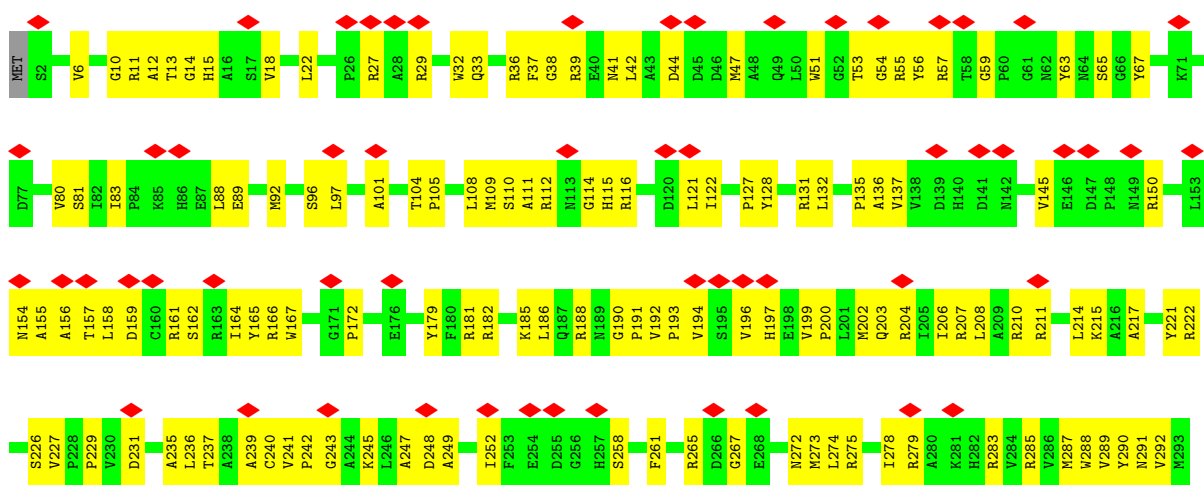 MET S2 V6 G10 R11 A12 T13 G14 H15 A16 S17 V18 L22 P26 R27 A28 R29 W32 Q33 R36 F37 G38 R39 E40 N41 L42 A43 D44 D45 D46 M47 A48 Q49 L50 W51 G52 T53 G54 R55 Y56 R57 T58 G59 P60 G61 N62 Y63 N64 S65 G66 Y67 K71
D77 V80 S81 I82 I83 P84 K85 H86 E87 L88 E89 M92 S96 L97 A101 T104 P105 L108 M109 S110 A111 R112 N113 G114 H115 R116 D120 L121 I122 P127 Y128 R131 L132 P135 A136 V137 V138 D139 H140 D141 N142 V145 E146 D147 P148 N149 R150 L153
N154 A155 A156 T157 L158 D159 C160 R161 S162 R163 I164 Y165 R166 W167 G171 P172 E176 Y179 F180 R181 R182 K185 L186 Q187 R188 N189 G190 P191 V192 P193 V194 S195 V196 H197 E198 V199 P200 L201 M202 Q203 R204 I205 I206 R207 L208 A209 R210 R211 L214 K215 A216 A217 Y221 R222
S226 V227 P228 P229 V230 D231 A235 L236 T237 A238 A239 C240 V241 P242 G243 A244 K245 L246 A247 D248 A249 I252 F253 E254 D255 G256 H257 S258 F261 R265 D266 G267 E268 N272 M273 L274 R275 I278 R279 A280 K281 H282 R283 V284 R285 V286 M287 W288 V289 Y290 N291 V292 M293